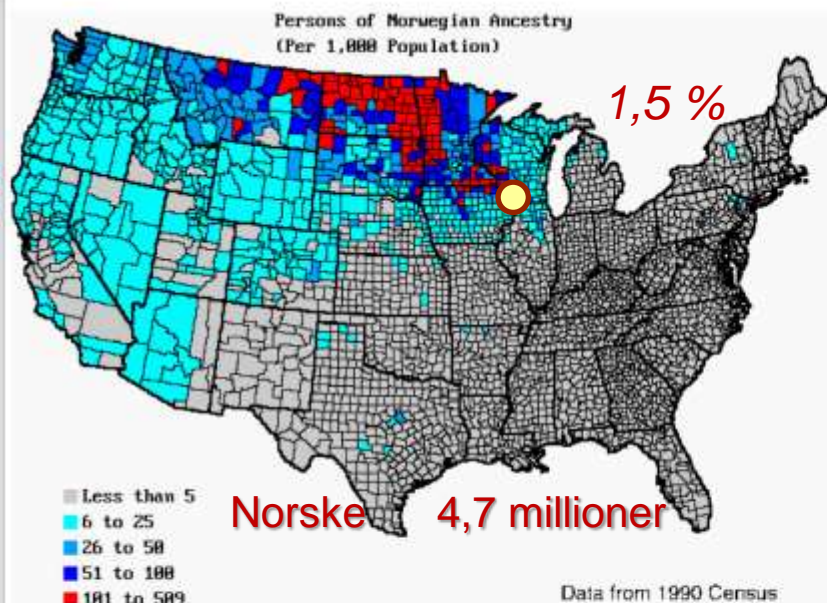 Persons of Norwegian Ancestry
(Per 1,000 Population)
1,5 %
Less than 5
6 to 25
26 to 50
51 to 100
101 to 509
Norske 4,7 millioner
Data from 1990 Census